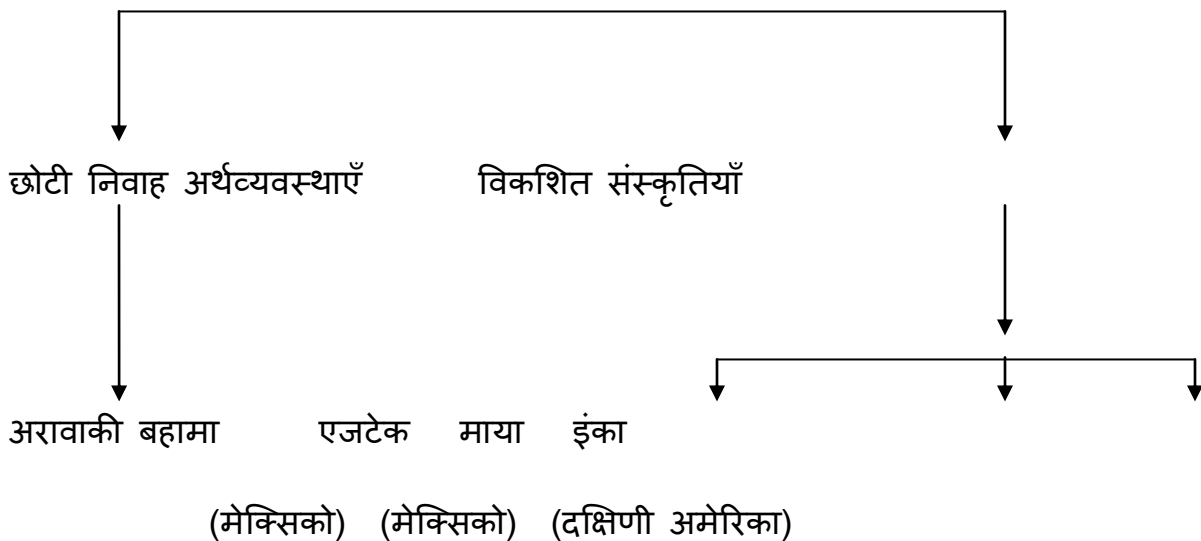 छोटी निवाह अर्थव्यवस्थाएँ विकशित संस्कृतियाँ
अरावाकी बहामा एजटेक माया इंका
(मेक्सिको) (मेक्सिको) (दक्षिणी अमेरिका)